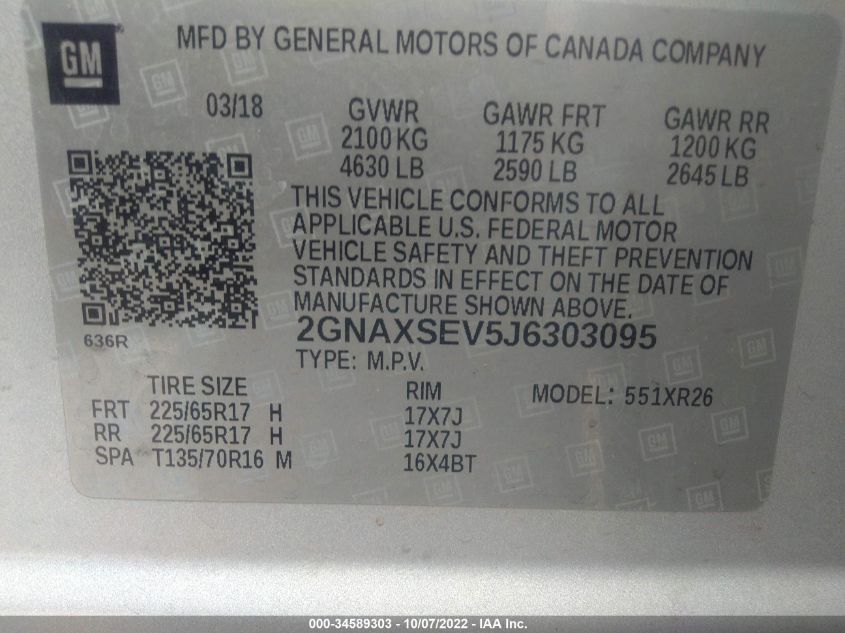 GM
MFD BY GENERAL MOTORS OF CANADA COMPANY
03/18 GVWR GAWR FRT GAWR RR
2100 KG 1175 KG 1200 KG
4630 LB 2590 LB 2645 LB
THIS VEHICLE CONFORMS TO ALL
APPLICABLE U.S. FEDERAL MOTOR
VEHICLE SAFETY AND THEFT PREVENTION
STANDARDS IN EFFECT ON THE DATE OF
MANUFACTURE SHOWN ABOVE.
636R 2GNAXSEV5J6303095
TYPE: M.P.V.
TIRE SIZE RIM MODEL: 551XR26
FRT 225/65R17 H 17X7J
RR 225/65R17 H 17X7J
SPA T135/70R16 M 16X4BT
000-34589303 - 10/07/2022 - IAA Inc.